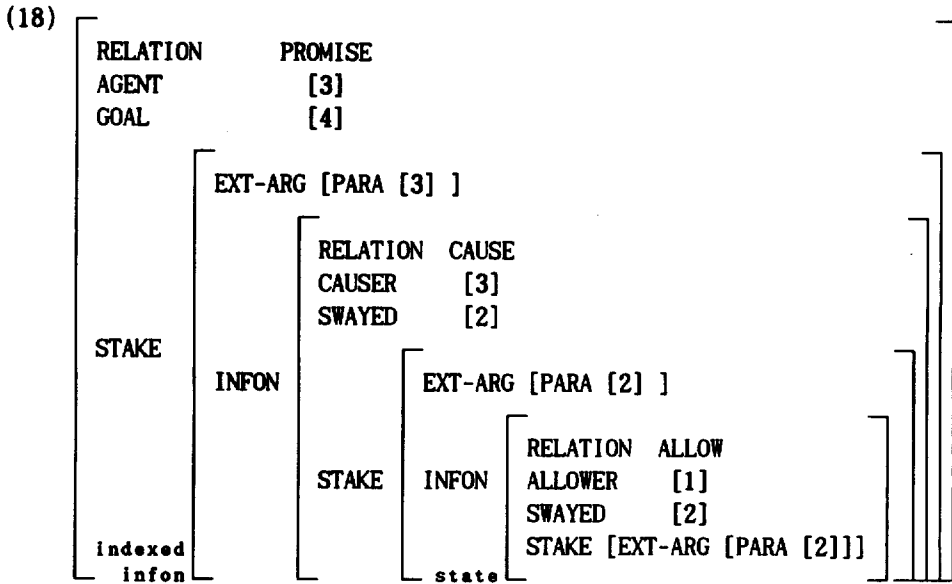 (18)
RELATION PROMISE
AGENT [3]
GOAL [4]
EXT-ARG [PARA [3] ]
RELATION CAUSE
CAUSER [3]
SWAYED [2]
STAKE
INFON
EXT-ARG [PARA [2] ]
RELATION ALLOW
STAKE INFON ALLOWER [1]
SWAYED [2]
STAKE [EXT-ARG [PARA [2]]]
indexed
infon
state